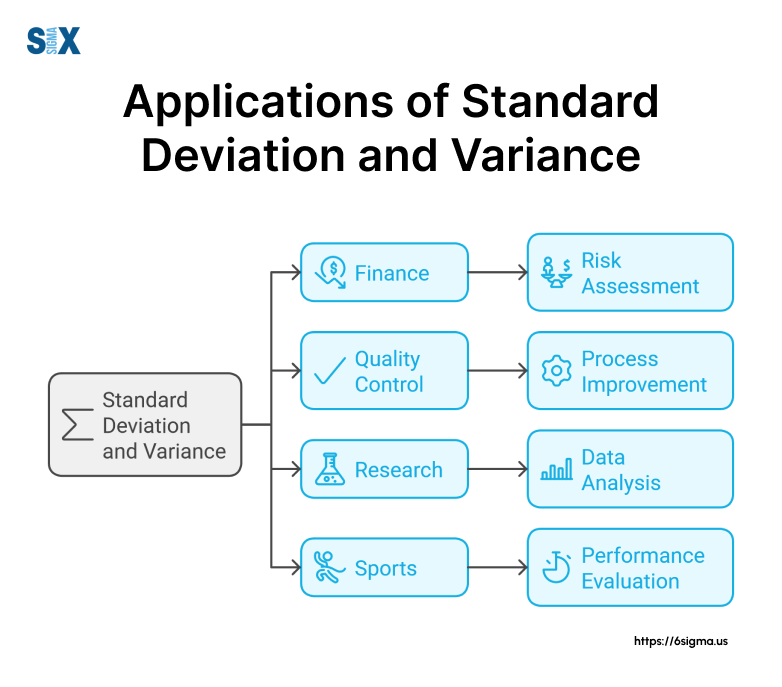 SIX
SIGMA
Applications of Standard
Deviation and Variance
Standard
Deviation
and Variance
Finance
Risk
Assessment
Quality
Control
Process
Improvement
Research
Data
Analysis
Sports
Performance
Evaluation
https://6sigma.us